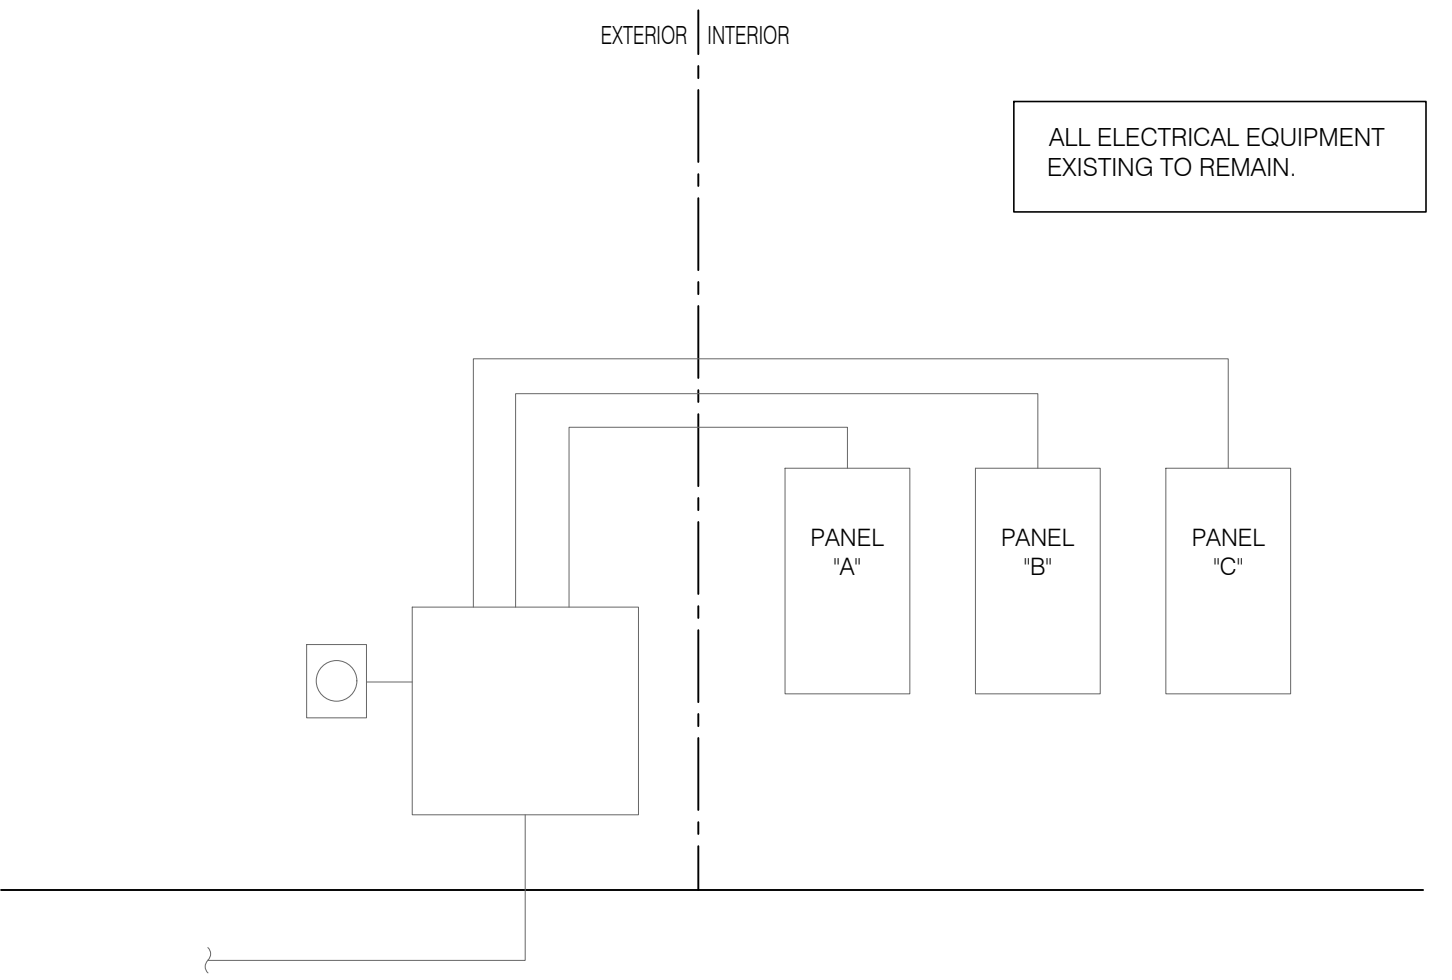 EXTERIOR INTERIOR
ALL ELECTRICAL EQUIPMENT
EXISTING TO REMAIN.
PANEL
"A"
PANEL
"B"
PANEL
"C"